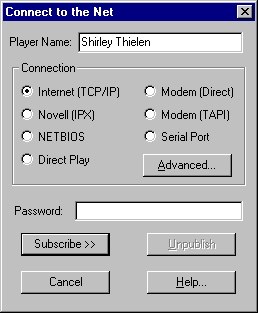 Connect to the Net
Player Name: Shirley Thielen
Connection
Internet (TCP/IP) Modem (Direct)
Novell (IPX) Modem (TAPI)
NETBIOS Serial Port
Direct Play Advanced...
Password:
Subscribe >> Unpublish
Cancel Help...